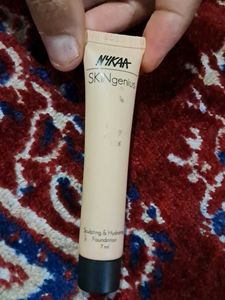 NYKAA
SKINgenius
Sculpting & Hydrating
Foundation
7 ml